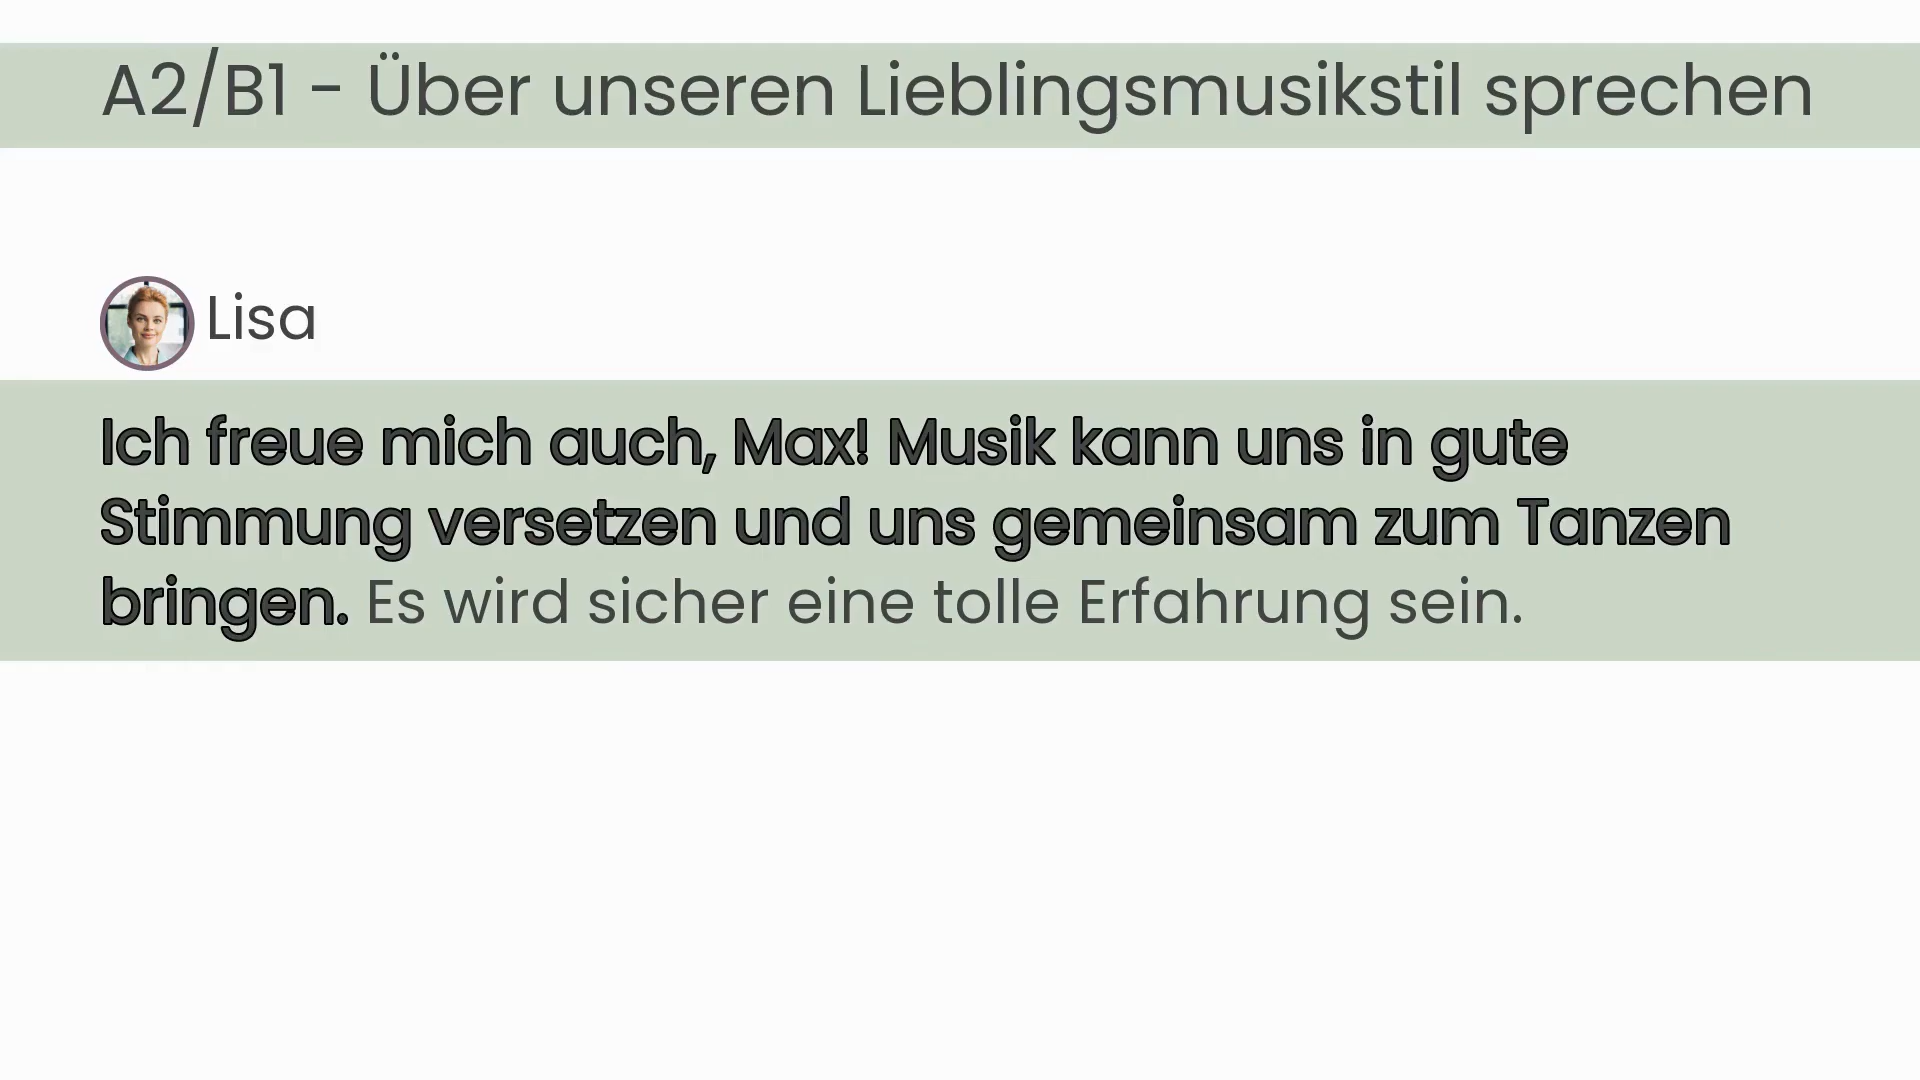 A2/B1 - Über unseren Lieblingsmusikstil sprechen
Lisa
Ich freue mich auch, Max! Musik kann uns in gute
Stimmung versetzen und uns gemeinsam zum Tanzen
bringen. Es wird sicher eine tolle Erfahrung sein.